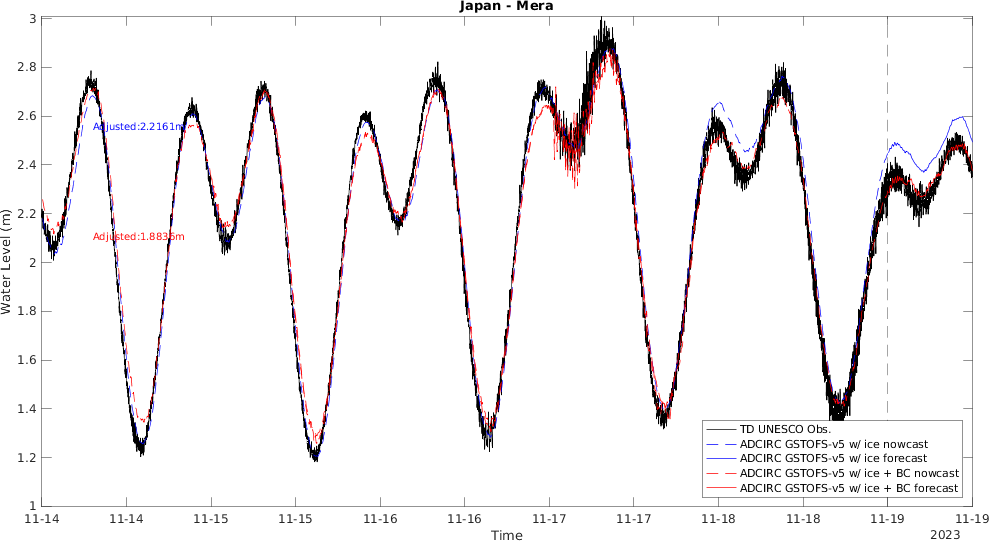 Japan - Mera
3
2.8
2.6
2.4
2.2
2
1.8
1.6
1.4
1.2
1
Water Level (m)
Adjusted:2.2161m
Adjusted:1.8835m
TD UNESCO Obs.
ADCIRC GSTOFS-v5 w/ ice nowcast
ADCIRC GSTOFS-v5 w/ ice forecast
ADCIRC GSTOFS-v5 w/ ice + BC nowcast
ADCIRC GSTOFS-v5 w/ ice + BC forecast
11-14 11-14 11-15 11-15 11-16 11-16 11-17 11-17 11-18 11-18 11-19 11-19
Time
2023